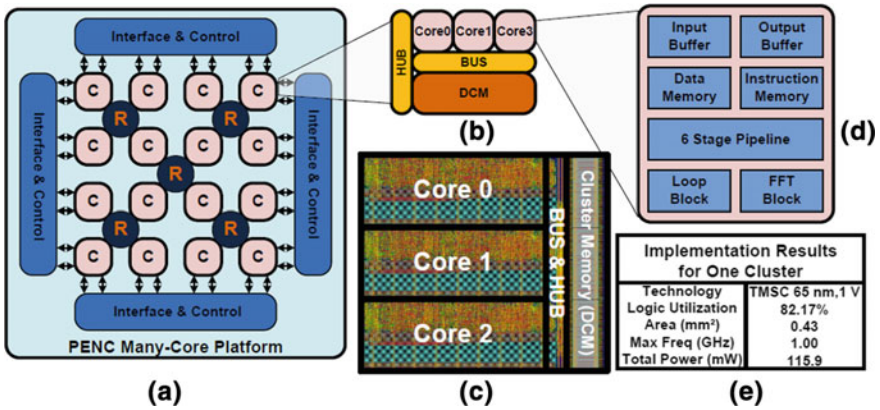 Interface & Control
Interface & Control
Interface & Control
C C C C
R R
C C C C
R
C C C C
R R
C C C C
Interface & Control
PENC Many-Core Platform
(a)
HUB
Core0 Core1 Core3
BUS
DCM
(b)
Core 0
Core 1
Core 2
BUS & HUB
Cluster Memory (DCM)
(c)
Input
Buffer
Output
Buffer
Data
Memory
Instruction
Memory
6 Stage Pipeline
Loop
Block
FFT
Block
(d)
Implementation Results
for One Cluster
Technology TMSC 65 nm,1 V
Logic Utilization 82.17%
Area (mm²) 0.43
Max Freq (GHz) 1.00
Total Power (mW) 115.9
(e)